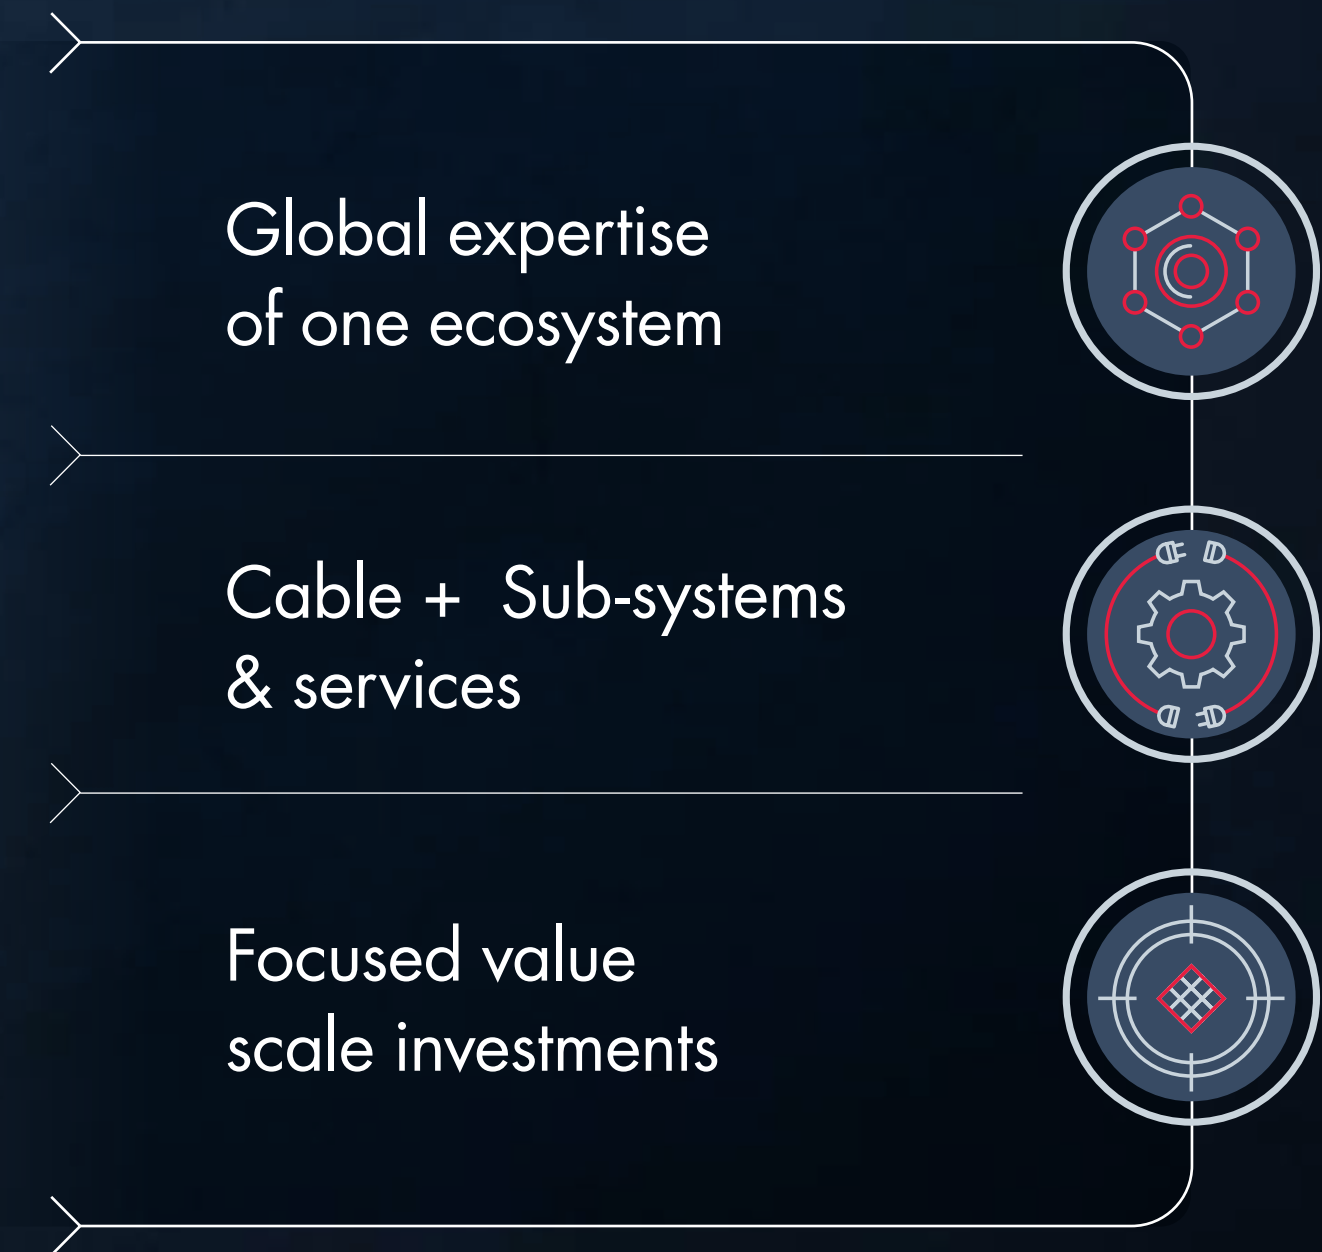 Global expertise
of one ecosystem
Cable +  Sub-systems
& services
Focused value
scale investments